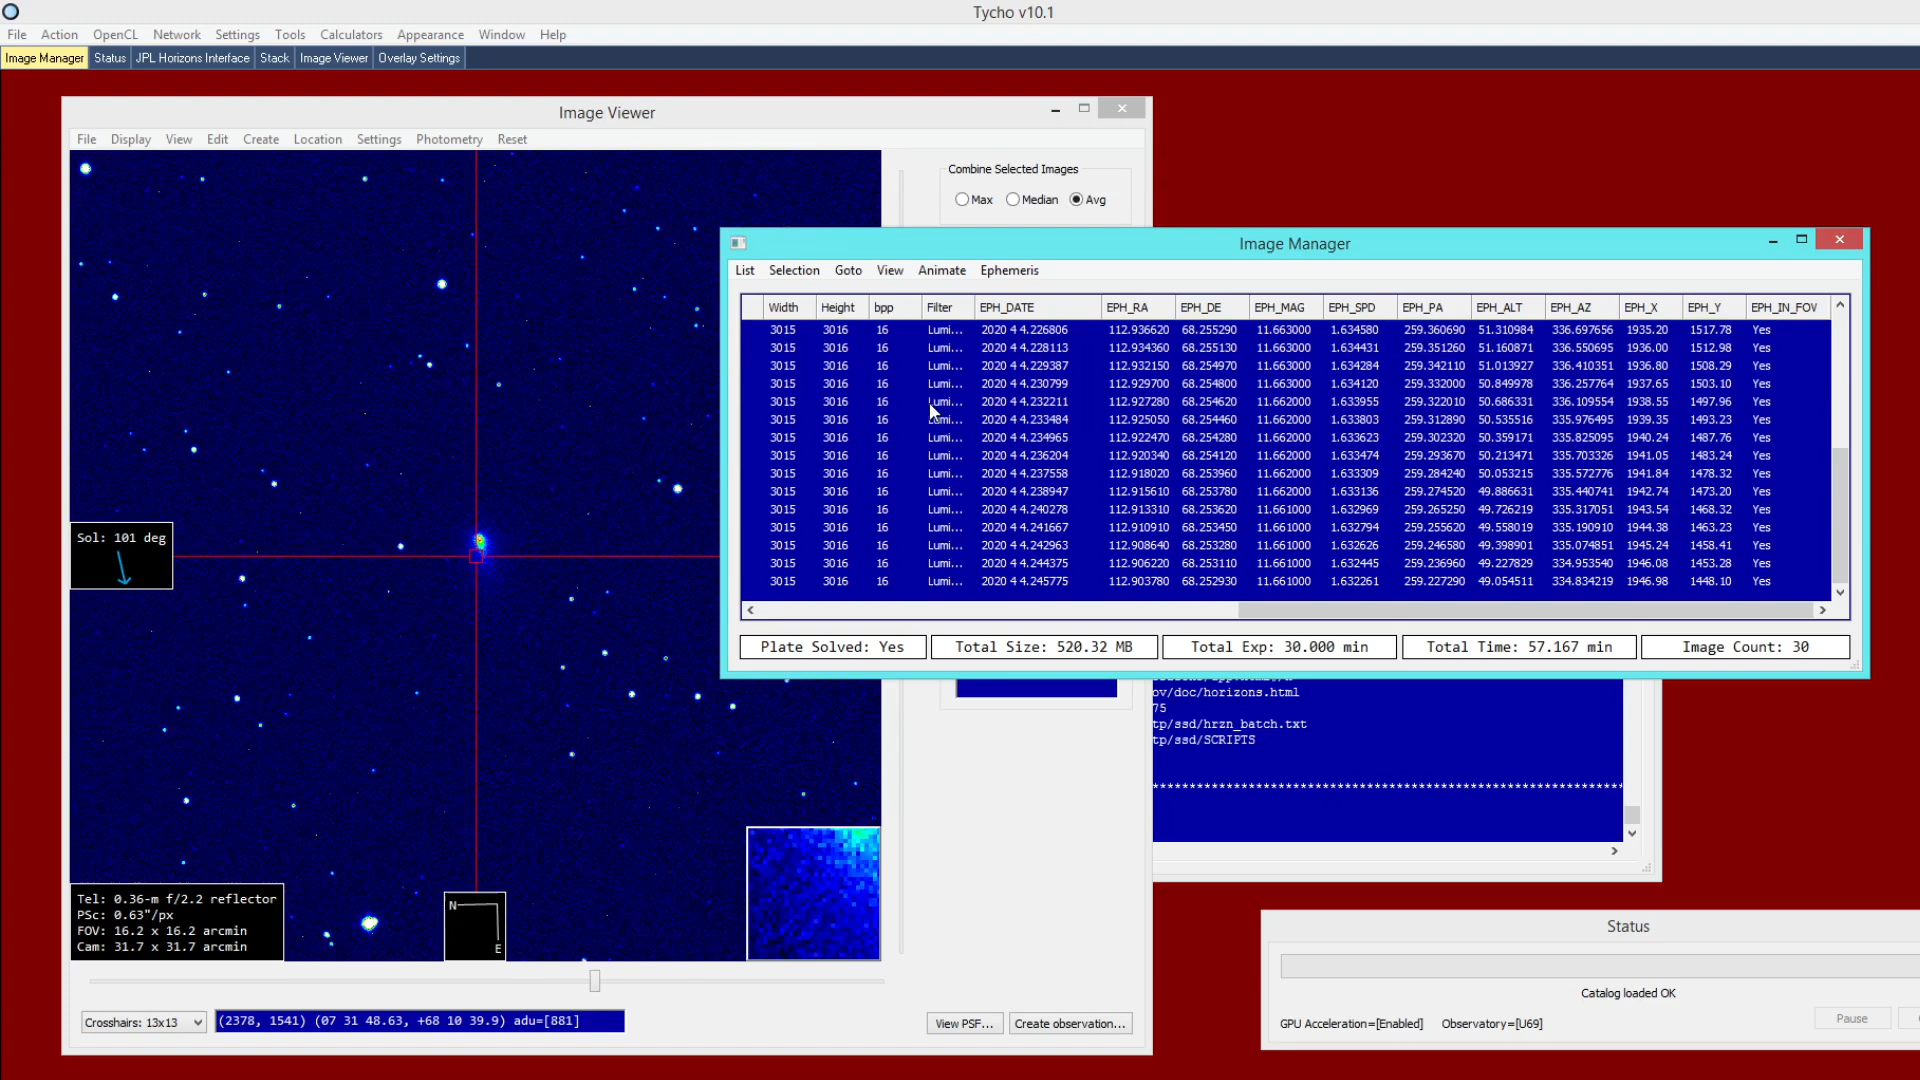 Tycho v10.1
File Action OpenCL Network Settings Tools Calculators Appearance Window Help
Image Manager Status JPL Horizons Interface Stack Image Viewer Overlay Settings
Image Viewer
File Display View Edit Create Location Settings Photometry Reset
Combine Selected Images
Max Median Avg
Image Manager
List Selection Goto View Animate Ephemeris
Width Height bpp Filter EPH_DATE EPH_RA EPH_DE EPH_MAG EPH_SPD EPH_PA EPH_ALT EPH_AZ EPH_X EPH_Y EPH_IN_FOV
3015 3016 16 Lumi... 2020 4 4.226806 112.936620 68.255290 11.663000 1.634580 259.360690 51.310984 336.697656 1935.20 1517.78 Yes
3015 3016 16 Lumi... 2020 4 4.228113 112.934360 68.255130 11.663000 1.634431 259.351260 51.160871 336.550695 1936.00 1512.98 Yes
3015 3016 16 Lumi... 2020 4 4.229387 112.932150 68.254970 11.663000 1.634284 259.342110 51.013927 336.410351 1936.80 1508.29 Yes
3015 3016 16 Lumi... 2020 4 4.230799 112.929700 68.254800 11.663000 1.634120 259.332000 50.849978 336.257764 1937.65 1503.10 Yes
3015 3016 16 Lumi... 2020 4 4.232211 112.927280 68.254620 11.662000 1.633955 259.322010 50.686331 336.109554 1938.55 1497.96 Yes
3015 3016 16 Lumi... 2020 4 4.233484 112.925050 68.254460 11.662000 1.633803 259.312890 50.535516 335.976495 1939.35 1493.23 Yes
3015 3016 16 Lumi... 2020 4 4.234965 112.922470 68.254280 11.662000 1.633623 259.302320 50.359171 335.825095 1940.24 1487.76 Yes
3015 3016 16 Lumi... 2020 4 4.236204 112.920340 68.254120 11.662000 1.633474 259.293670 50.213471 335.703326 1941.05 1483.24 Yes
3015 3016 16 Lumi... 2020 4 4.237558 112.918020 68.253960 11.662000 1.633309 259.284240 50.053215 335.572776 1941.84 1478.32 Yes
3015 3016 16 Lumi... 2020 4 4.238947 112.915610 68.253780 11.662000 1.633136 259.274520 49.886631 335.440741 1942.74 1473.20 Yes
3015 3016 16 Lumi... 2020 4 4.240278 112.913310 68.253620 11.661000 1.632969 259.265250 49.726219 335.317051 1943.54 1468.32 Yes
3015 3016 16 Lumi... 2020 4 4.241667 112.910910 68.253450 11.661000 1.632794 259.255620 49.558019 335.190910 1944.38 1463.23 Yes
3015 3016 16 Lumi... 2020 4 4.242963 112.908640 68.253280 11.661000 1.632626 259.246580 49.398901 335.074851 1945.24 1458.41 Yes
3015 3016 16 Lumi... 2020 4 4.244375 112.906220 68.253110 11.661000 1.632445 259.236960 49.227829 334.953540 1946.08 1453.28 Yes
3015 3016 16 Lumi... 2020 4 4.245775 112.903780 68.252930 11.661000 1.632261 259.227290 49.054511 334.834219 1946.98 1448.10 Yes
Plate Solved: Yes Total Size: 520.32 MB Total Exp: 30.000 min Total Time: 57.167 min Image Count: 30
Sol: 101 deg
ov/doc/horizons.html
75
tp/ssd/hrzn_batch.txt
tp/ssd/SCRIPTS
Tel: 0.36-m f/2.2 reflector
PSc: 0.63"/px
FOV: 16.2 x 16.2 arcmin
Cam: 31.7 x 31.7 arcmin
N
E
Crosshairs: 13x13 (2378, 1541) (07 31 48.63, +68 10 39.9) adu=[881] View PSF... Create observation...
Status
Catalog loaded OK
GPU Acceleration=[Enabled] Observatory=[U69] Pause